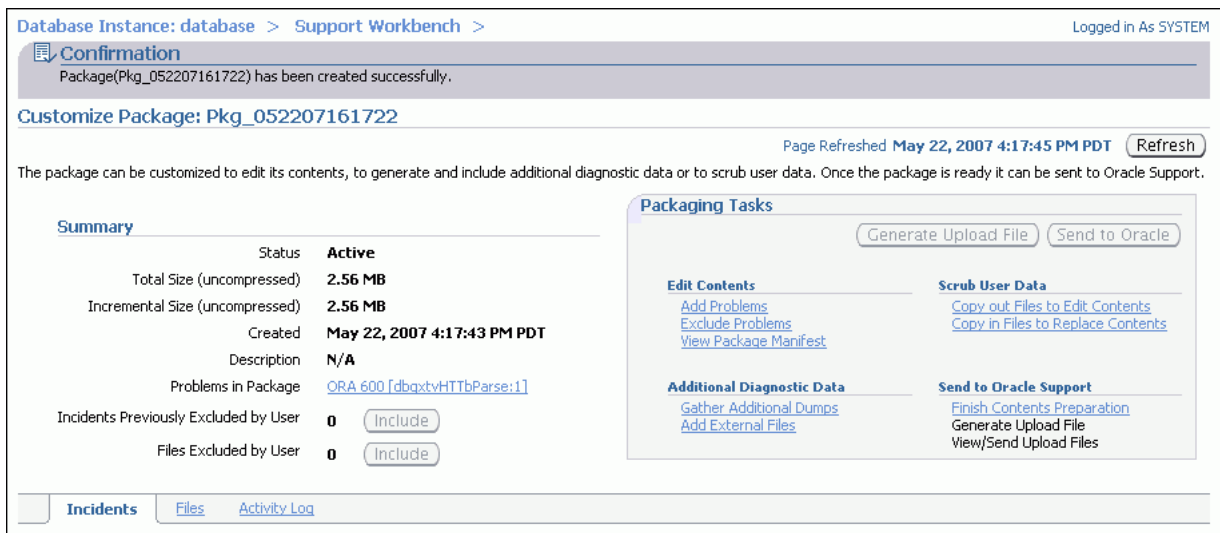 Database Instance: database > Support Workbench >
Logged in As SYSTEM
Confirmation
Package(Pkg_052207161722) has been created successfully.
Customize Package: Pkg_052207161722
Page Refreshed May 22, 2007 4:17:45 PM PDT Refresh
The package can be customized to edit its contents, to generate and include additional diagnostic data or to scrub user data. Once the package is ready it can be sent to Oracle Support.
Summary
Status Active
Total Size (uncompressed) 2.56 MB
Incremental Size (uncompressed) 2.56 MB
Created May 22, 2007 4:17:43 PM PDT
Description N/A
Problems in Package ORA 600 [dbgxtvHTTbParse:1]
Incidents Previously Excluded by User 0 Include
Files Excluded by User 0 Include
Packaging Tasks
Generate Upload File Send to Oracle
Edit Contents
Add Problems
Exclude Problems
View Package Manifest
Scrub User Data
Copy out Files to Edit Contents
Copy in Files to Replace Contents
Additional Diagnostic Data
Gather Additional Dumps
Add External Files
Send to Oracle Support
Finish Contents Preparation
Generate Upload File
View/Send Upload Files
Incidents Files Activity Log